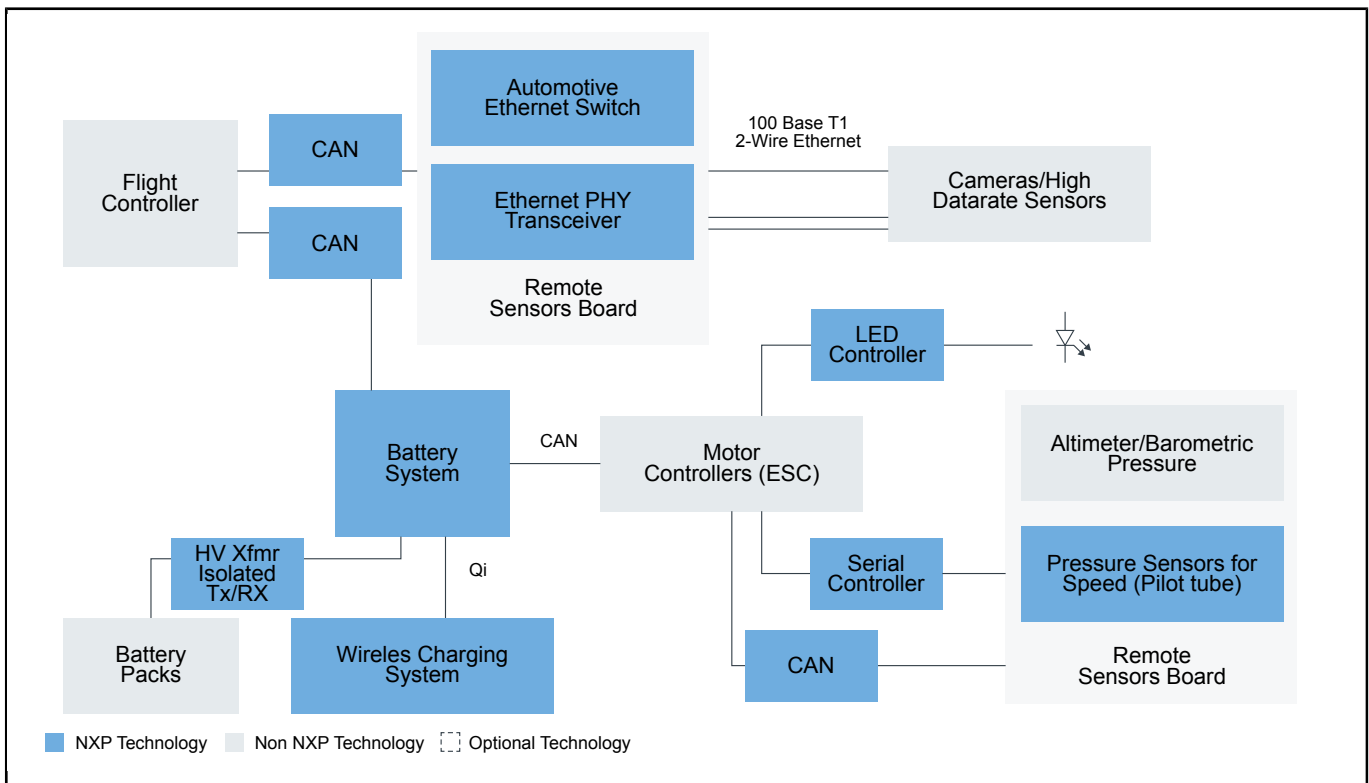 Automotive
Ethernet Switch
CAN
100 Base T1
2-Wire Ethernet
Flight
Controller
Cameras/High
Datarate Sensors
Ethernet PHY
Transceiver
CAN
Remote
Sensors Board
LED
Controller
Battery
System
CAN
Motor
Controllers (ESC)
Altimeter/Barometric
Pressure
HV Xfmr
Isolated
Tx/RX
Qi
Serial
Controller
Pressure Sensors for
Speed (Pilot tube)
Battery
Packs
Wireles Charging
System
CAN
Remote
Sensors Board
NXP Technology
Non NXP Technology
Optional Technology